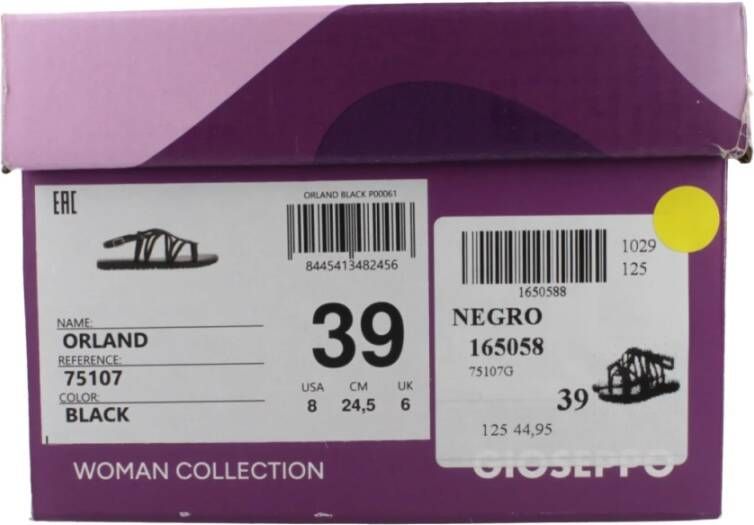 EAC
ORLAND BLACK P00061
8445413482456
NAME:
ORLAND
REFERENCE:
75107
COLOR:
BLACK
39
USA CM UK
8 24,5 6
1029
125
1650588
NEGRO
165058
75107G
39
125 44,95
WOMAN COLLECTION
GIOSEPPO